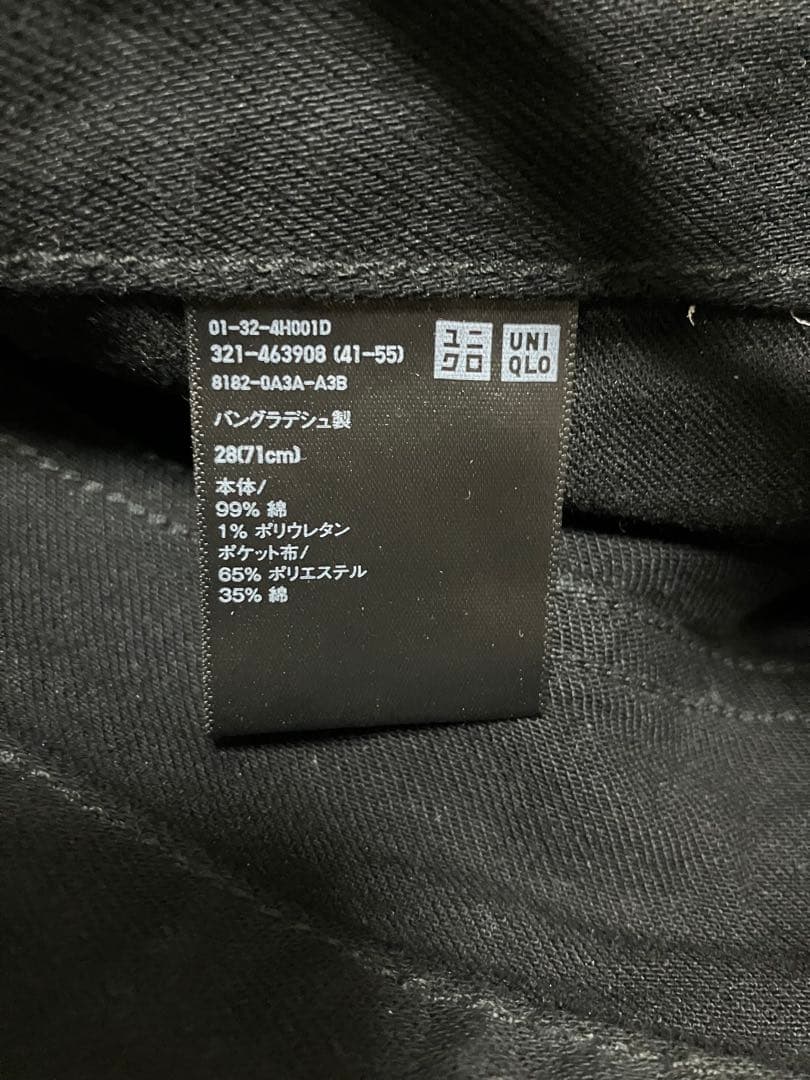 01-32-4H001D
321-463908 (41-55)
8182-0A3A-A3B
ユニクロ
UNIQLO
バングラデシュ製
28(71cm)
本体/
99% 綿
1% ポリウレタン
ポケット布/
65% ポリエステル
35% 綿